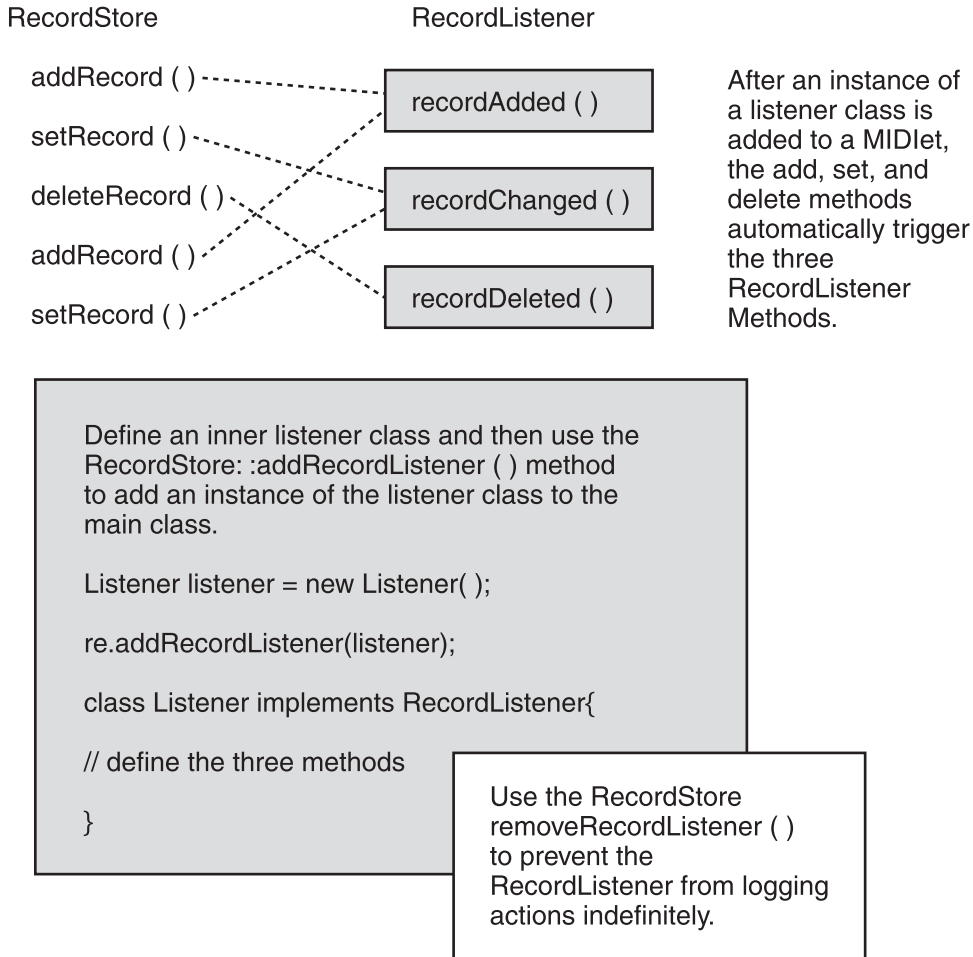 RecordStore
RecordListener
addRecord ( )
setRecord ( )
deleteRecord ( )
addRecord ( )
setRecord ( )
recordAdded ( )
recordChanged ( )
recordDeleted ( )
After an instance of
a listener class is
added to a MIDlet,
the add, set, and
delete methods
automatically trigger
the three
RecordListener
Methods.
Define an inner listener class and then use the
RecordStore: :addRecordListener ( ) method
to add an instance of the listener class to the
main class.
Listener listener = new Listener( );
re.addRecordListener(listener);
class Listener implements RecordListener{
// define the three methods
}
Use the RecordStore
removeRecordListener ( )
to prevent the
RecordListener from logging
actions indefinitely.